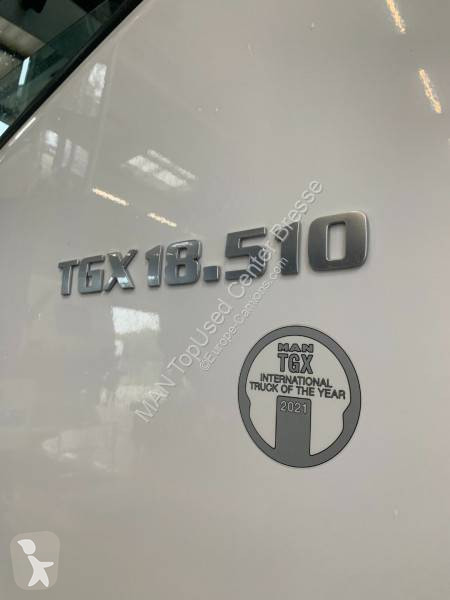 TGX 18.510
MAN
TGX
INTERNATIONAL
TRUCK OF THE YEAR
2021
MAN TopUsed Center Bresse
©Europe-Camions.com